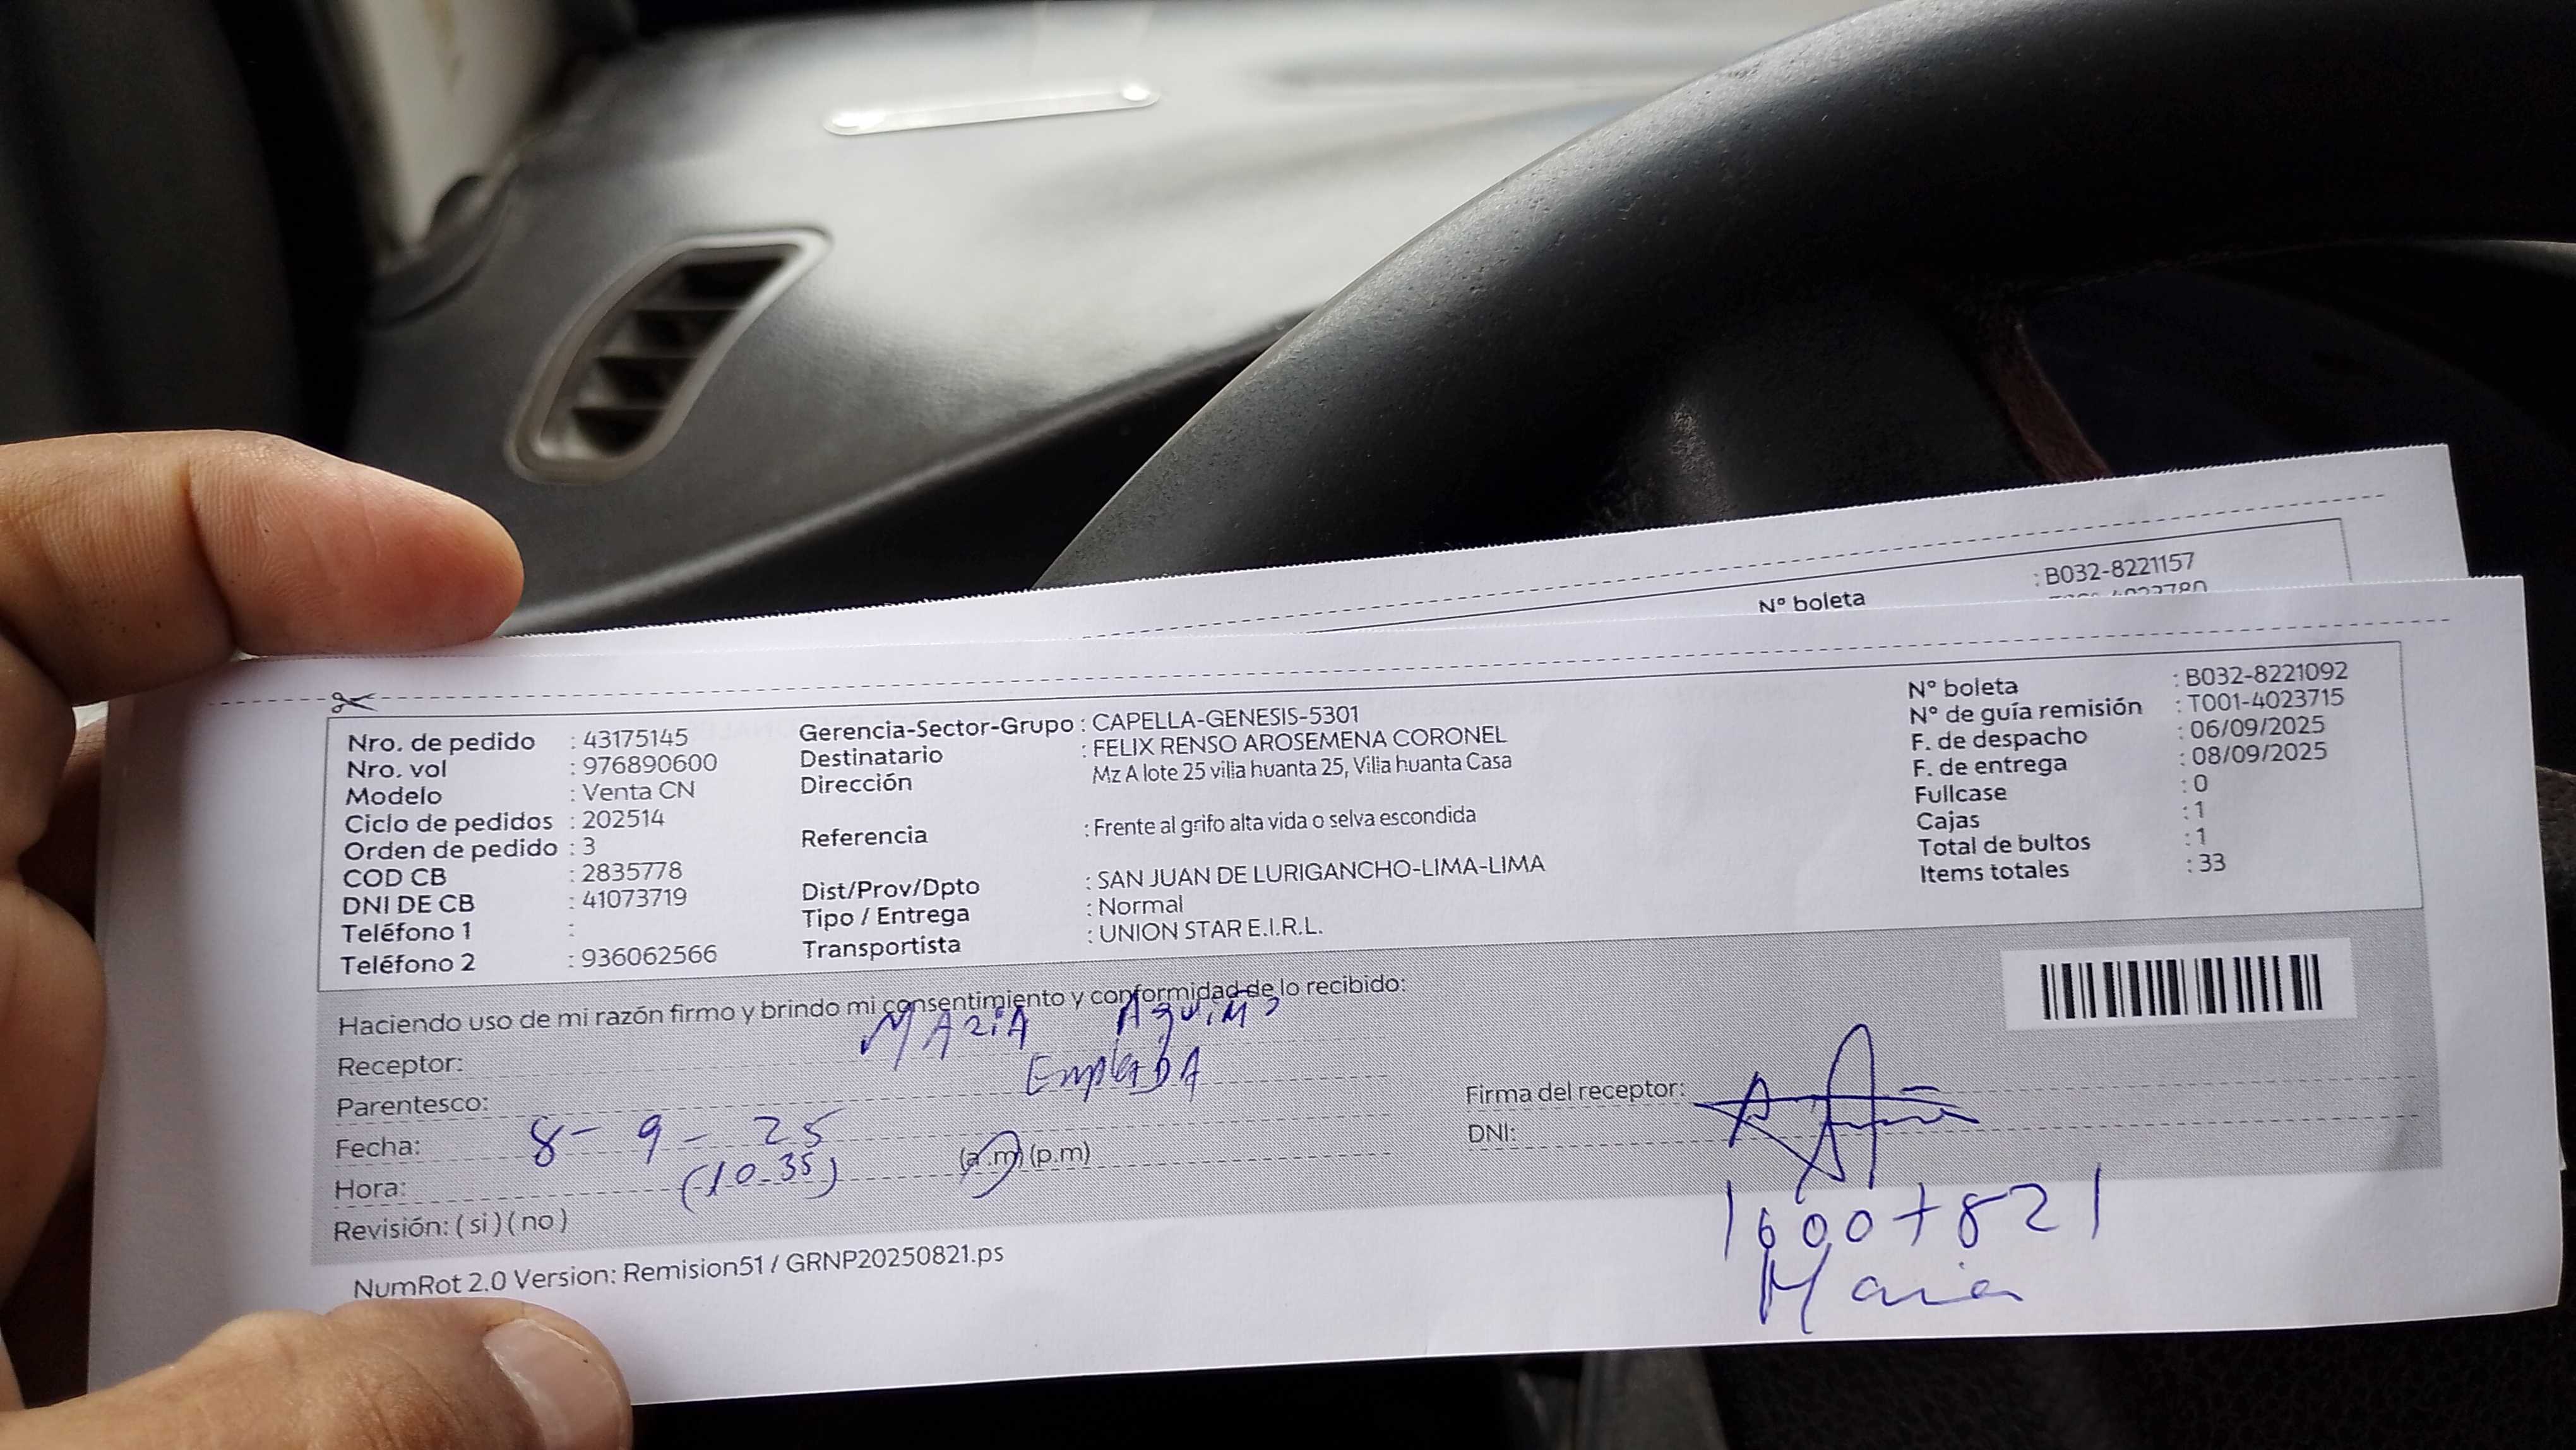 Nº boleta : B032-8221157
Nro. de pedido : 43175145
Nro. vol : 976890600
Modelo : Venta CN
Ciclo de pedidos : 202514
Orden de pedido : 3
COD CB : 2835778
DNI DE CB : 41073719
Teléfono 1 :
Teléfono 2 : 936062566
Gerencia-Sector-Grupo : CAPELLA-GENESIS-5301
Destinatario : FELIX RENSO AROSEMENA CORONEL
Dirección Mz A lote 25 villa huanta 25, Villa huanta Casa
Referencia : Frente al grifo alta vida o selva escondida
Dist/Prov/Dpto : SAN JUAN DE LURIGANCHO-LIMA-LIMA
Tipo / Entrega : Normal
Transportista : UNION STAR E.I.R.L.
Nº boleta : B032-8221092
Nº de guía remisión : T001-4023715
F. de despacho : 06/09/2025
F. de entrega : 08/09/2025
Fullcase : 0
Cajas : 1
Total de bultos : 1
Items totales : 33
Haciendo uso de mi razón firmo y brindo mi consentimiento y conformidad de lo recibido:
Receptor: MARIA
Parentesco:
Fecha: 8-9-25
Hora: (10.35) (a.m) (p.m)
Revisión: ( si ) ( no )
Firma del receptor:
DNI:
Maria
NumRot 2.0 Version: Remision51 / GRNP20250821.ps